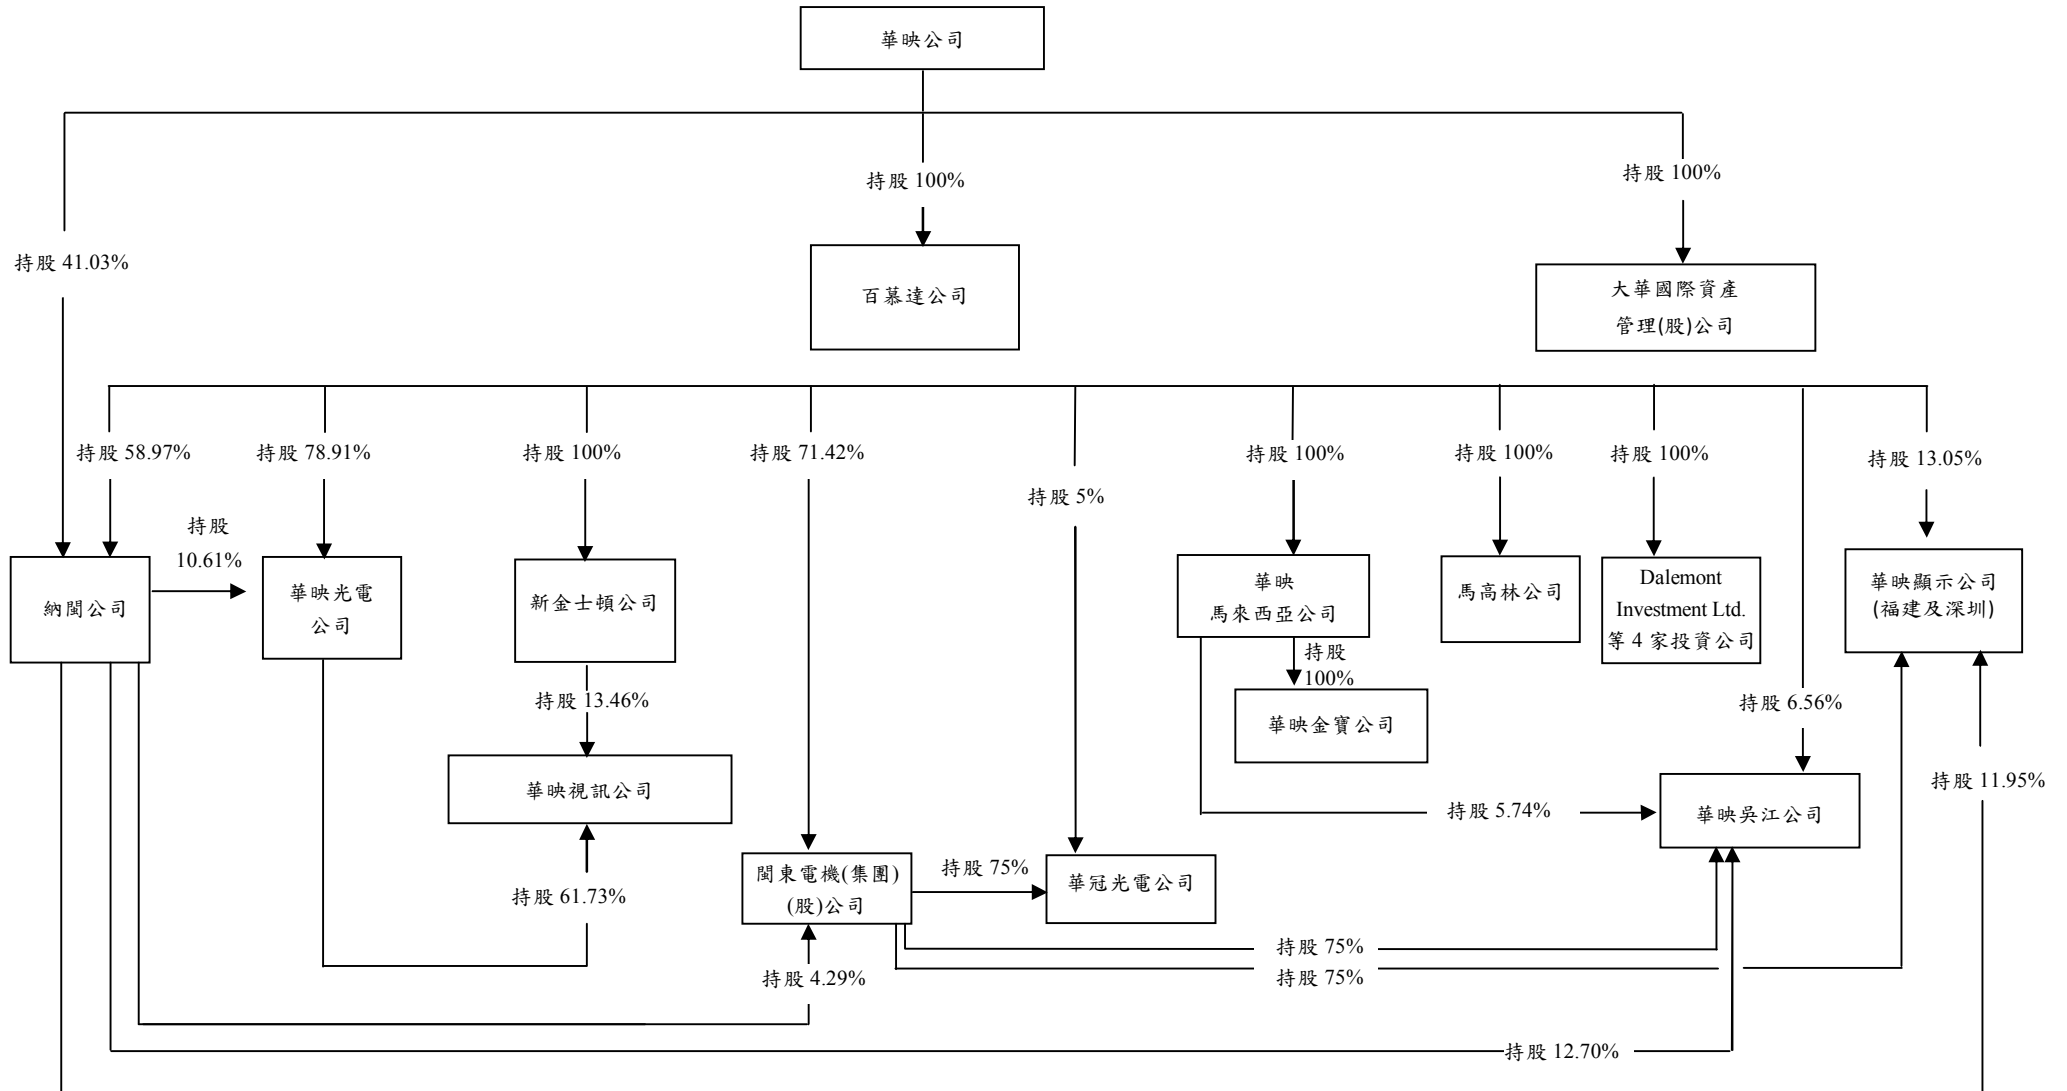 華映公司
持股 100%
持股 100%
持股 41.03%
百慕達公司
大華國際資產
管理(股)公司
持股 58.97%
持股 78.91%
持股 100%
持股 71.42%
持股 5%
持股 100%
持股 100%
持股 100%
持股 13.05%
持股
10.61%
納閩公司
華映光電
公司
新金士頓公司
華映
馬來西亞公司
馬高林公司
Dalemont
Investment Ltd.
等 4 家投資公司
華映顯示公司
(福建及深圳)
持股
100%
持股 13.46%
持股 6.56%
華映金寶公司
華映視訊公司
持股 11.95%
持股 5.74%
華映吳江公司
閩東電機(集團)
(股)公司
持股 75%
華冠光電公司
持股 61.73%
持股 75%
持股 75%
持股 4.29%
持股 12.70%